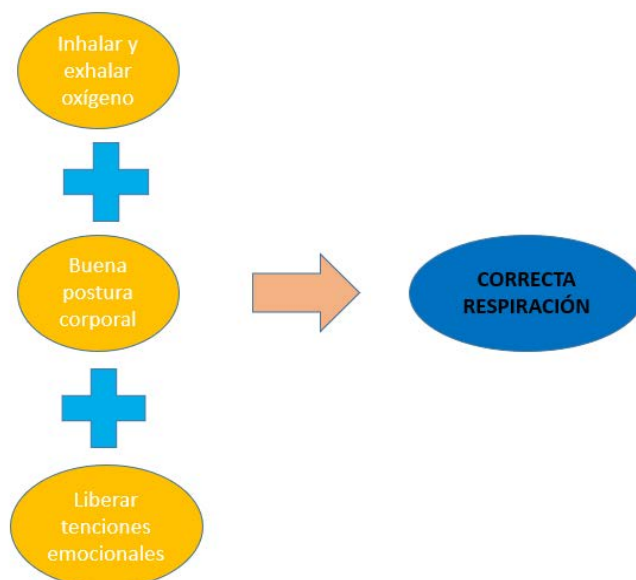 Inhalar y
exhalar
oxígeno
Buena
postura
corporal
CORRECTA
RESPIRACIÓN
Liberar
tenciones
emocionales